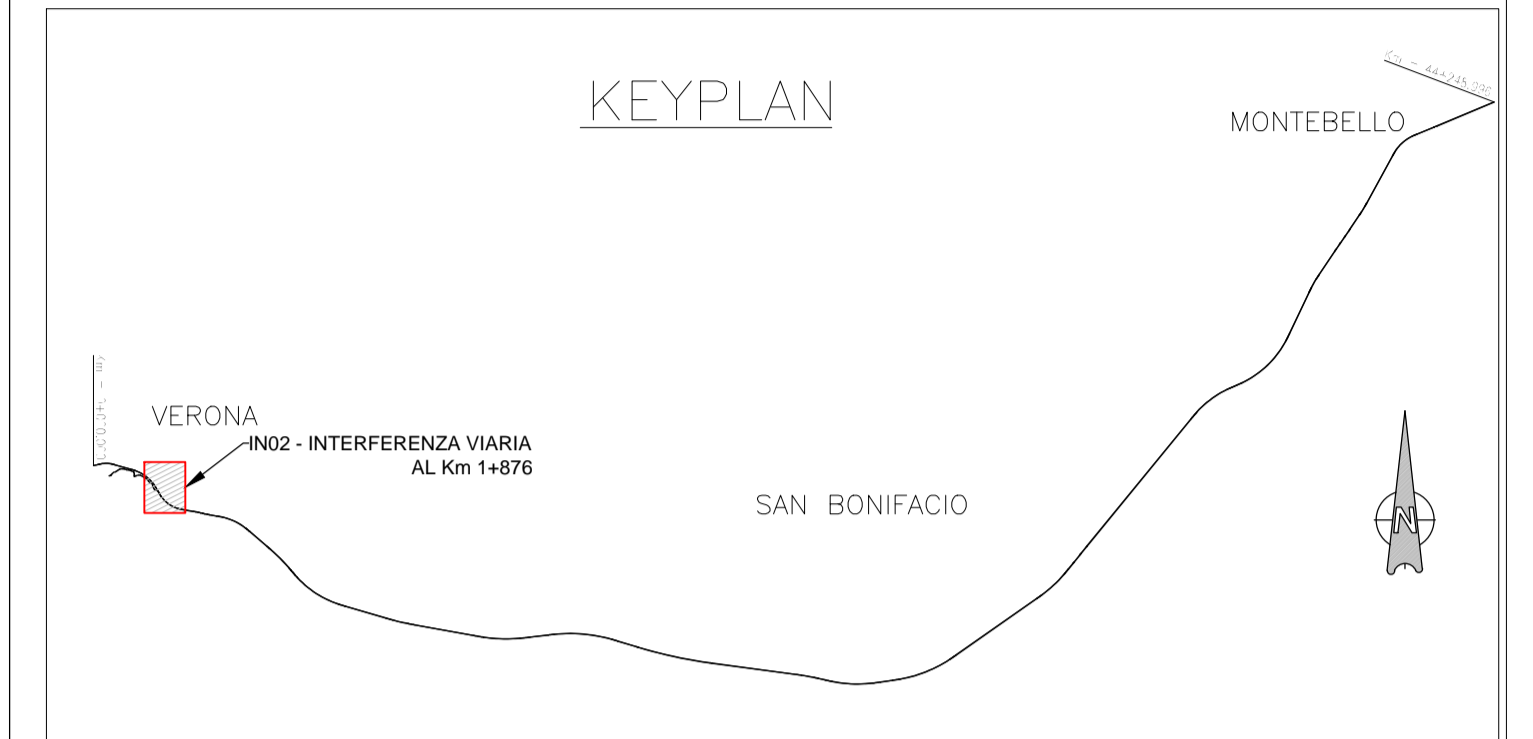 KEYPLAN
MONTEBELLO
VERONA
IN02 - INTERFERENZA VIARIA
AL Km 1+876
SAN BONIFACIO
N